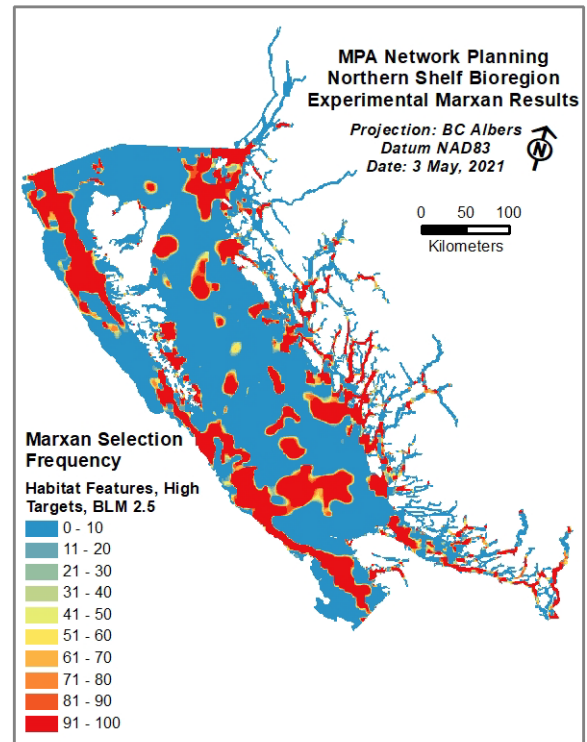 MPA Network Planning
Northern Shelf Bioregion
Experimental Marxan Results
Projection: BC Albers
Datum NAD83
Date: 3 May, 2021
N
0 50 100
Kilometers
Marxan Selection
Frequency
Habitat Features, High
Targets, BLM 2.5
0 - 10
11 - 20
21 - 30
31 - 40
41 - 50
51 - 60
61 - 70
71 - 80
81 - 90
91 - 100